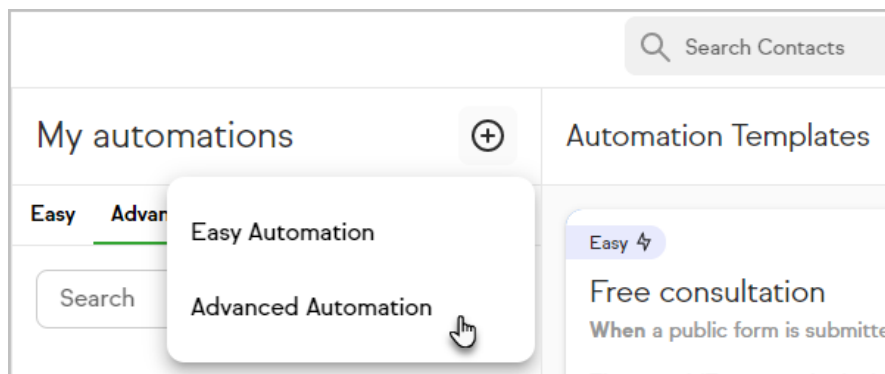 Search Contacts
My automations
Automation Templates
Easy
Easy Automation
Advanced Automation
Search
Easy
Free consultation
When a public form is